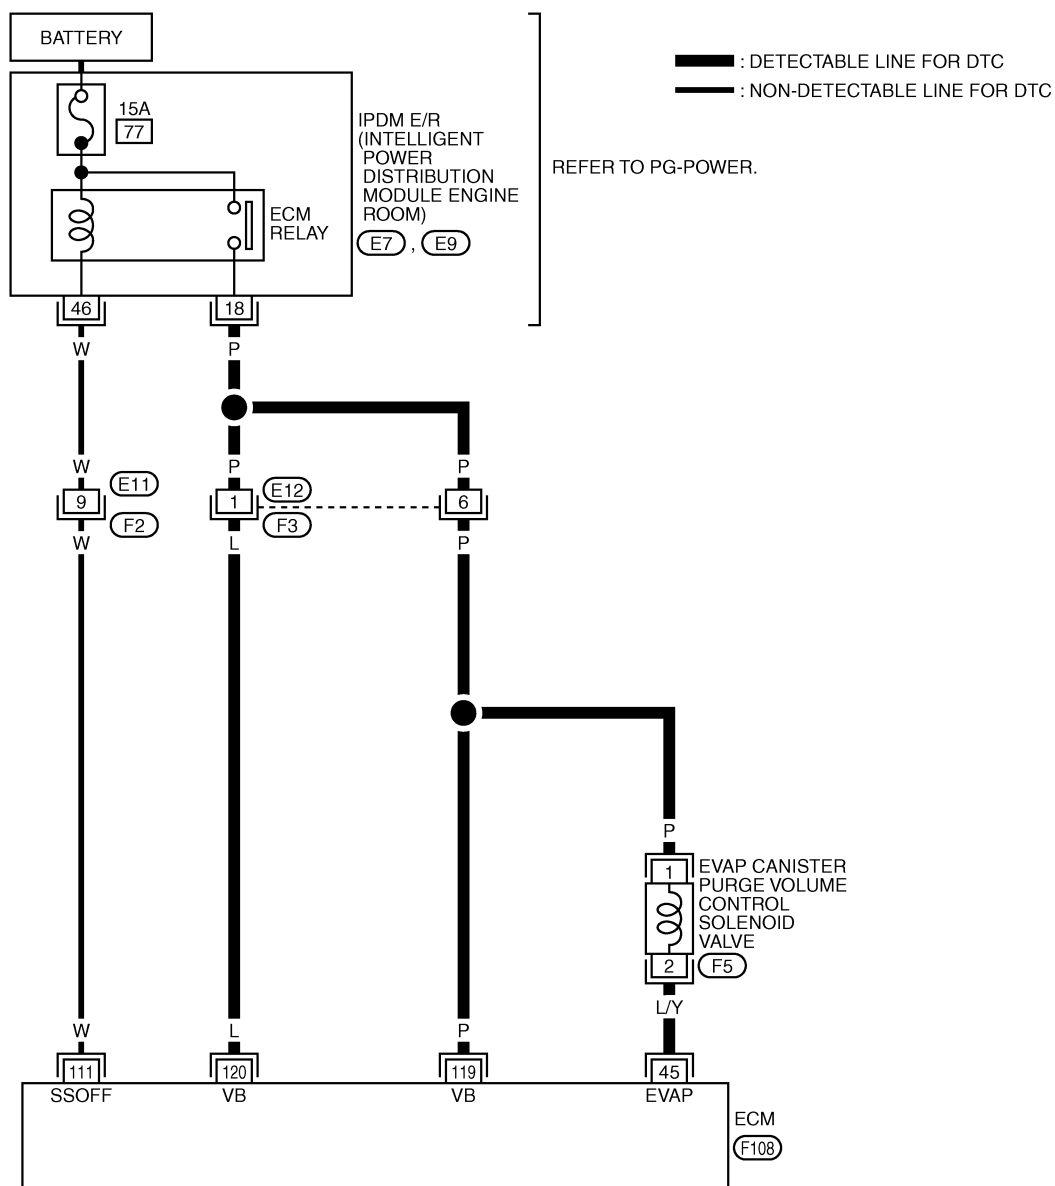 BATTERY
: DETECTABLE LINE FOR DTC
: NON-DETECTABLE LINE FOR DTC
15A
77
IPDM E/R
(INTELLIGENT
POWER
DISTRIBUTION
MODULE ENGINE
ROOM)
E7 , E9
REFER TO PG-POWER.
ECM
RELAY
46
18
W
P
W
P
P
9
E11
F2
1
E12
F3
6
W
L
P
P
1
EVAP CANISTER
PURGE VOLUME
CONTROL
SOLENOID
VALVE
2
F5
L/Y
W
L
P
111
120
119
45
SSOFF
VB
VB
EVAP
ECM
F108